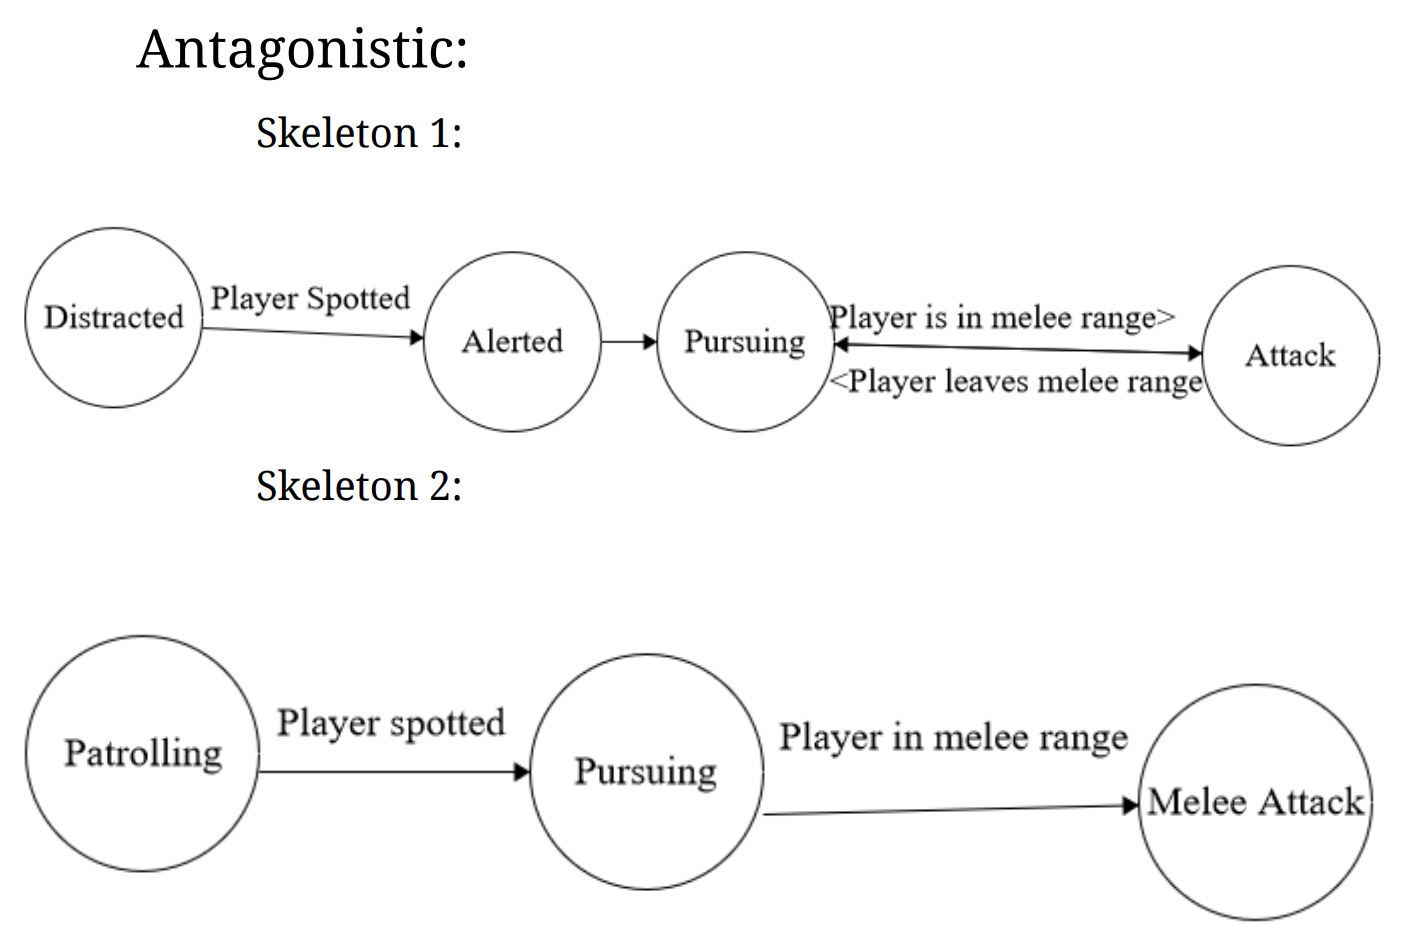 Antagonistic:
Skeleton 1:
Distracted
Player Spotted
Alerted
Pursuing
Player is in melee range>
<Player leaves melee range
Attack
Skeleton 2:
Patrolling
Player spotted
Pursuing
Player in melee range
Melee Attack